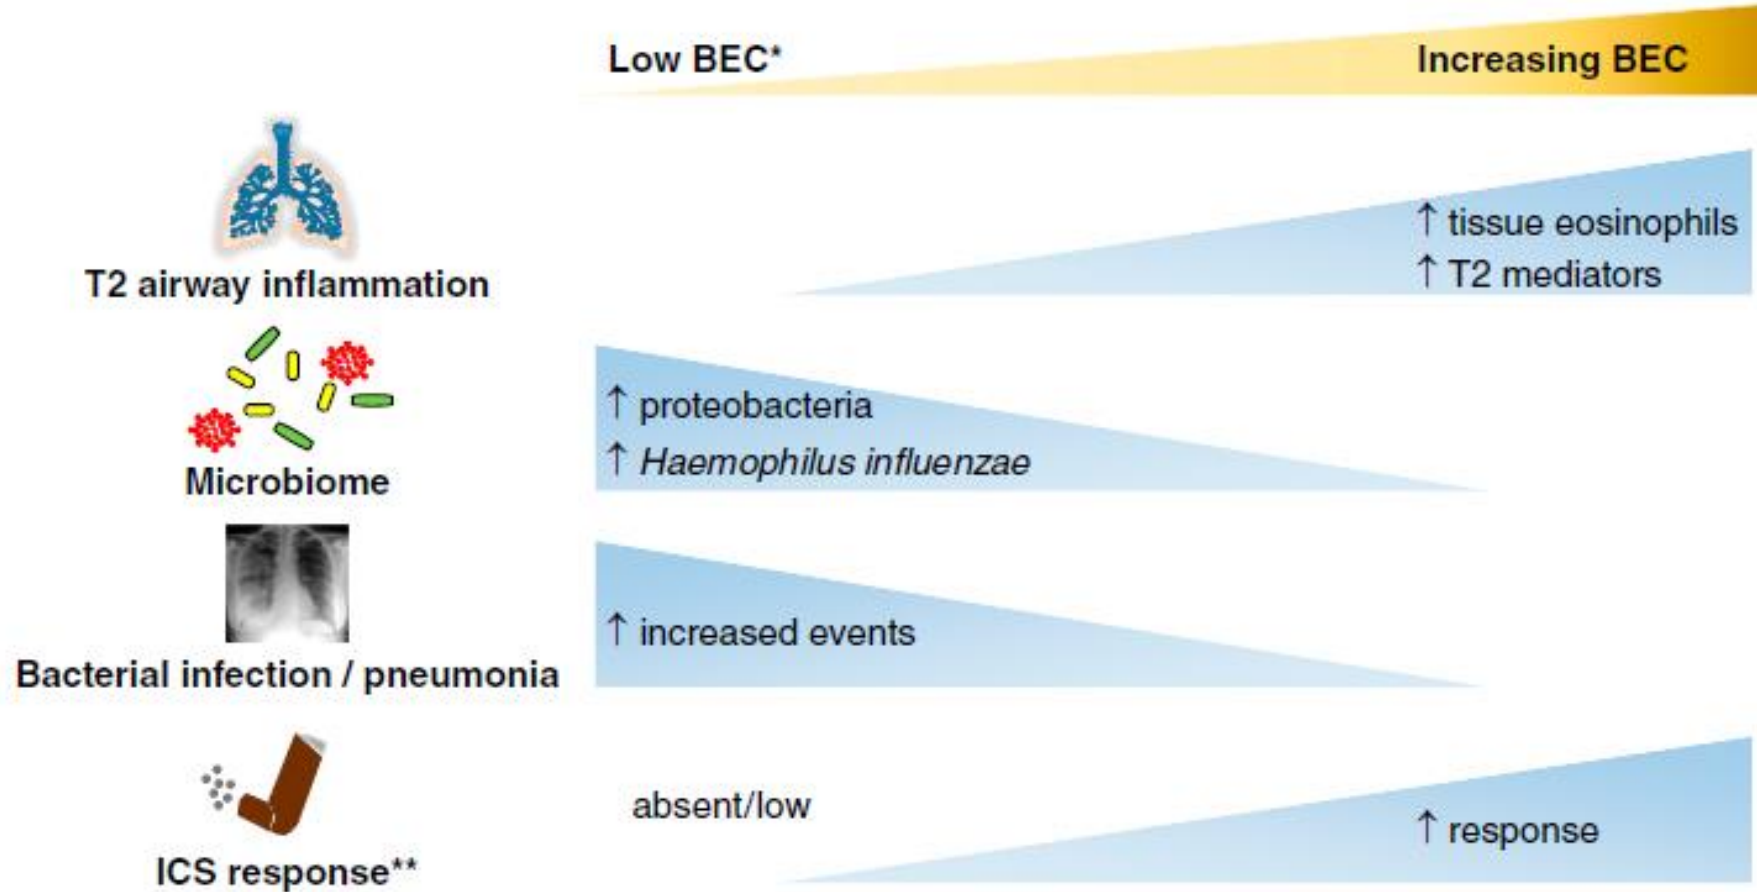 Low BEC*
Increasing BEC
T2 airway inflammation
↑ tissue eosinophils
↑ T2 mediators
Microbiome
↑ proteobacteria
↑ Haemophilus influenzae
Bacterial infection / pneumonia
↑ increased events
ICS response**
absent/low
↑ response